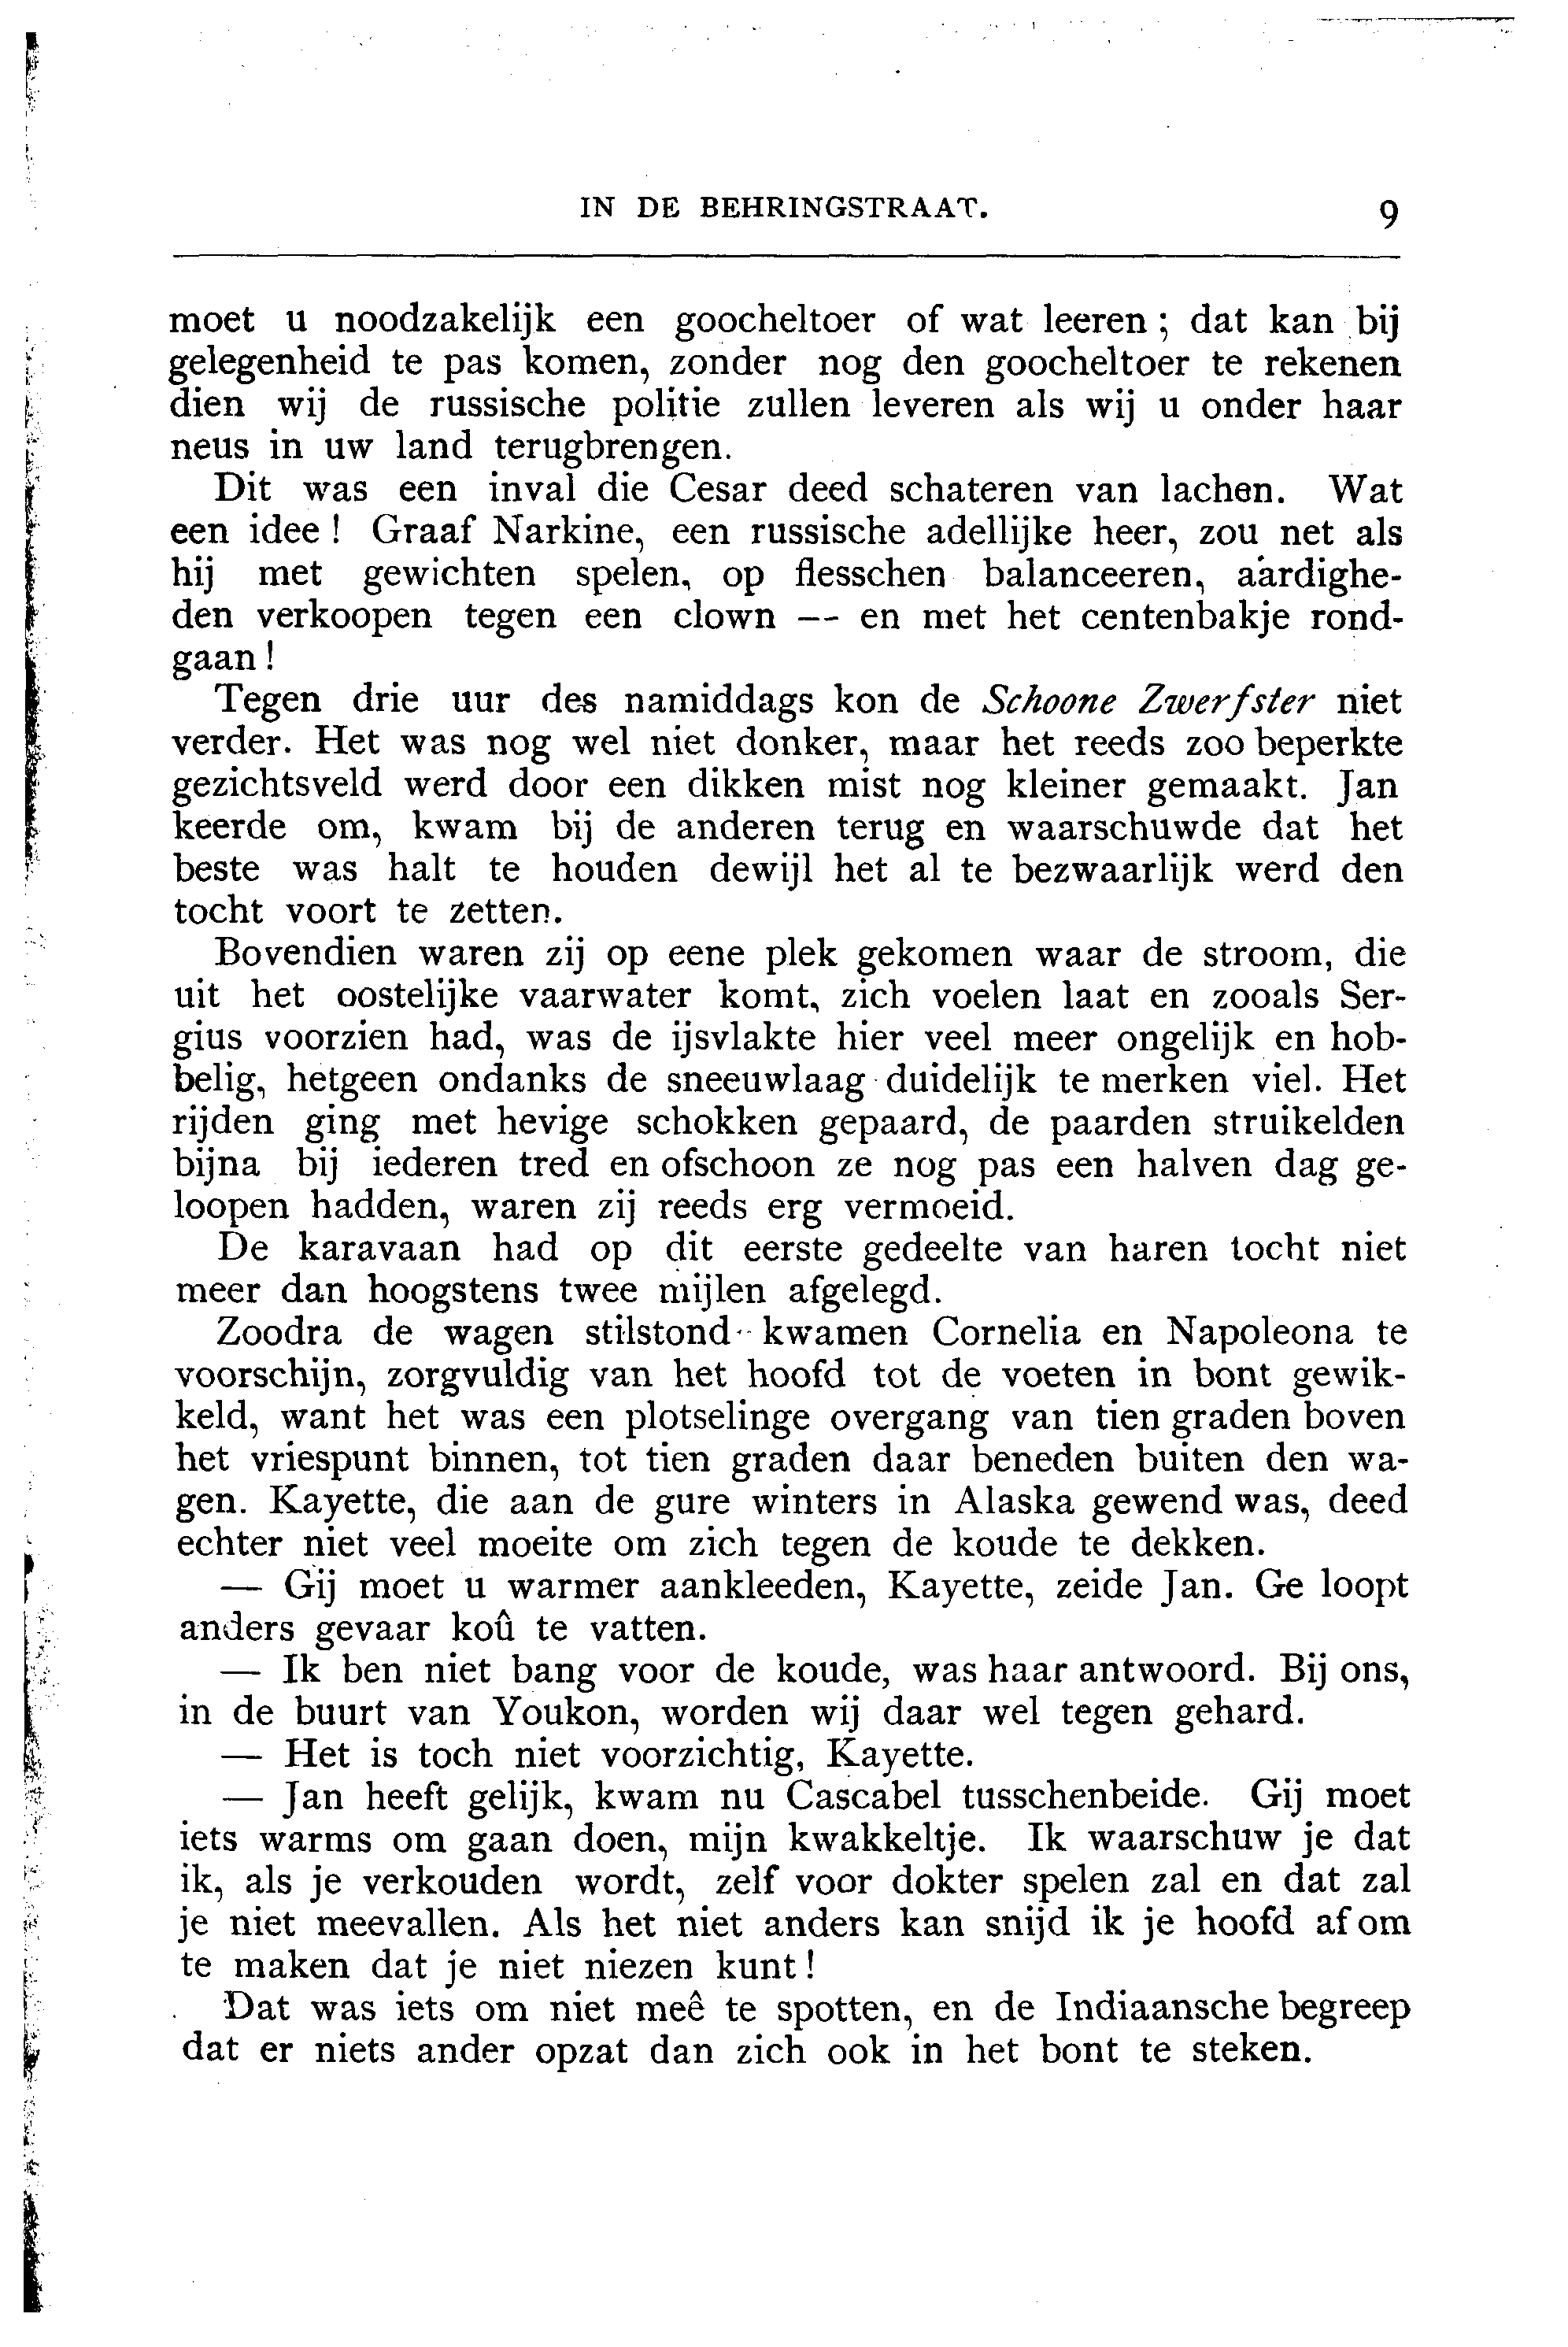 IN DE BEHRINGSTRAAT. 9
moet u noodzakelijk een goocheltoer of wat leeren; dat kan bij
gelegenheid te pas komen, zonder nog den goocheltoer te rekenen
dien wij de russische politie zullen leveren als wij u onder haar
neus in uw land terugbrengen.
Dit was een inval die Cesar deed schateren van lachen. Wat
een idee! Graaf Narkine, een russische adellijke heer, zou net als
hij met gewichten spelen, op flesschen balanceeren, aardighe-
den verkoopen tegen een clown -- en met het centenbakje rond-
gaan!
Tegen drie uur des namiddags kon de Schoone Zwerfster niet
verder. Het was nog wel niet donker, maar het reeds zoo beperkte
gezichtsveld werd door een dikken mist nog kleiner gemaakt. Jan
keerde om, kwam bij de anderen terug en waarschuwde dat het
beste was halt te houden dewijl het al te bezwaarlijk werd den
tocht voort te zetten.
Bovendien waren zij op eene plek gekomen waar de stroom, die
uit het oostelijke vaarwater komt, zich voelen laat en zooals Ser-
gius voorzien had, was de ijsvlakte hier veel meer ongelijk en hob-
belig, hetgeen ondanks de sneeuwlaag duidelijk te merken viel. Het
rijden ging met hevige schokken gepaard, de paarden struikelden
bijna bij iederen tred en ofschoon ze nog pas een halven dag ge-
loopen hadden, waren zij reeds erg vermoeid.
De karavaan had op dit eerste gedeelte van haren tocht niet
meer dan hoogstens twee mijlen afgelegd.
Zoodra de wagen stilstond kwamen Cornelia en Napoleona te
voorschijn, zorgvuldig van het hoofd tot de voeten in bont gewik-
keld, want het was een plotselinge overgang van tien graden boven
het vriespunt binnen, tot tien graden daar beneden buiten den wa-
gen. Kayette, die aan de gure winters in Alaska gewend was, deed
echter niet veel moeite om zich tegen de koude te dekken.
— Gij moet u warmer aankleeden, Kayette, zeide Jan. Ge loopt
anders gevaar koû te vatten.
— Ik ben niet bang voor de koude, was haar antwoord. Bij ons,
in de buurt van Youkon, worden wij daar wel tegen gehard.
— Het is toch niet voorzichtig, Kayette.
— Jan heeft gelijk, kwam nu Cascabel tusschenbeide. Gij moet
iets warms om gaan doen, mijn kwakkeltje. Ik waarschuw je dat
ik, als je verkouden wordt, zelf voor dokter spelen zal en dat zal
je niet meevallen. Als het niet anders kan snijd ik je hoofd af om
te maken dat je niet niezen kunt!
Dat was iets om niet meê te spotten, en de Indiaansche begreep
dat er niets ander opzat dan zich ook in het bont te steken.